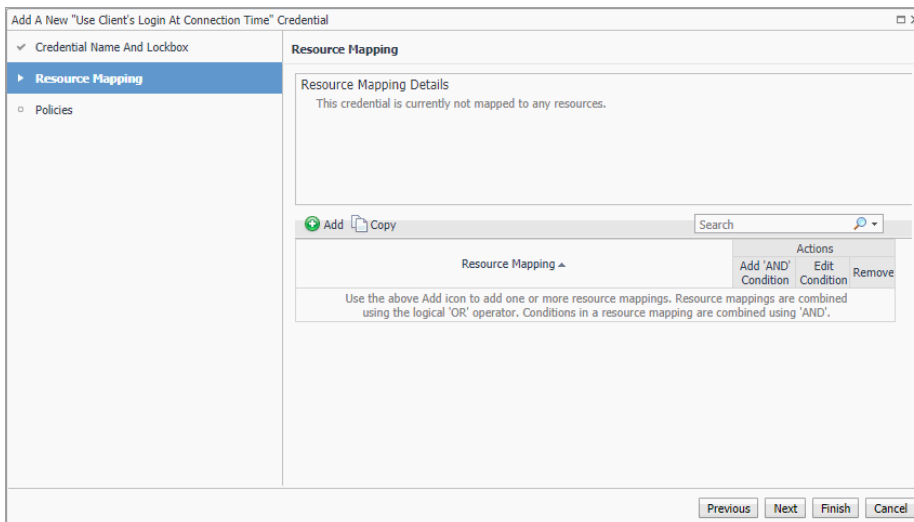 Add A New "Use Client's Login At Connection Time" Credential
Credential Name And Lockbox
Resource Mapping
Policies
Resource Mapping
Resource Mapping Details
This credential is currently not mapped to any resources.
Add Copy Search
Resource Mapping
Actions
Add 'AND' Condition
Edit Condition
Remove
Use the above Add icon to add one or more resource mappings. Resource mappings are combined
using the logical 'OR' operator. Conditions in a resource mapping are combined using 'AND'.
Previous Next Finish Cancel